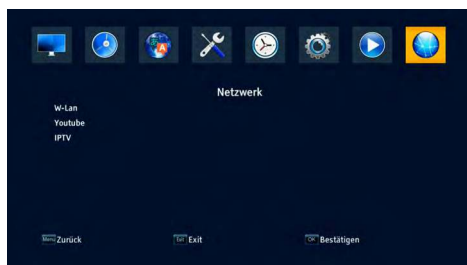 A
Netzwerk
W-Lan
Youtube
IPTV
Menu Zurück Exit Exit OK Bestätigen